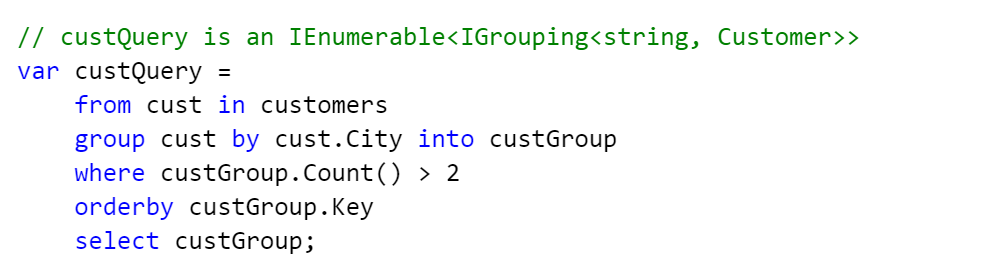 // custQuery is an IEnumerable<IGrouping<string, Customer>>
var custQuery =
    from cust in customers
    group cust by cust.City into custGroup
    where custGroup.Count() > 2
    orderby custGroup.Key
    select custGroup;